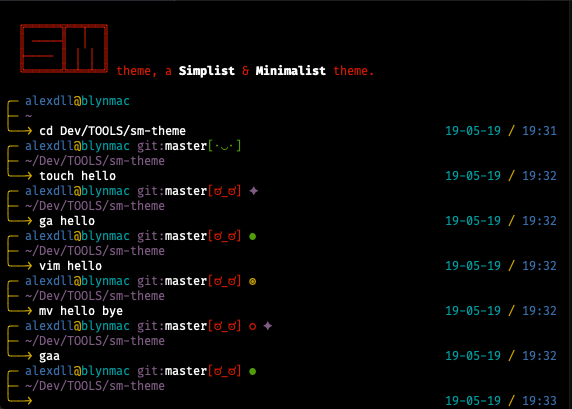 SM theme, a Simplist & Minimalist theme.
╭─ alexdll@blynmac
├─ ~
╰──➜ cd Dev/TOOLS/sm-theme 19-05-19 / 19:31
╭─ alexdll@blynmac git:master[·◡·]
├─ ~/Dev/TOOLS/sm-theme
╰──➜ touch hello 19-05-19 / 19:32
╭─ alexdll@blynmac git:master[ಠ_ಠ] ✦
├─ ~/Dev/TOOLS/sm-theme
╰──➜ ga hello 19-05-19 / 19:32
╭─ alexdll@blynmac git:master[ಠ_ಠ] ●
├─ ~/Dev/TOOLS/sm-theme
╰──➜ vim hello 19-05-19 / 19:32
╭─ alexdll@blynmac git:master[ಠ_ಠ] ⊛
├─ ~/Dev/TOOLS/sm-theme
╰──➜ mv hello bye 19-05-19 / 19:32
╭─ alexdll@blynmac git:master[ಠ_ಠ] ○ ✦
├─ ~/Dev/TOOLS/sm-theme
╰──➜ gaa 19-05-19 / 19:32
╭─ alexdll@blynmac git:master[ಠ_ಠ] ●
├─ ~/Dev/TOOLS/sm-theme
╰──➜ 19-05-19 / 19:33